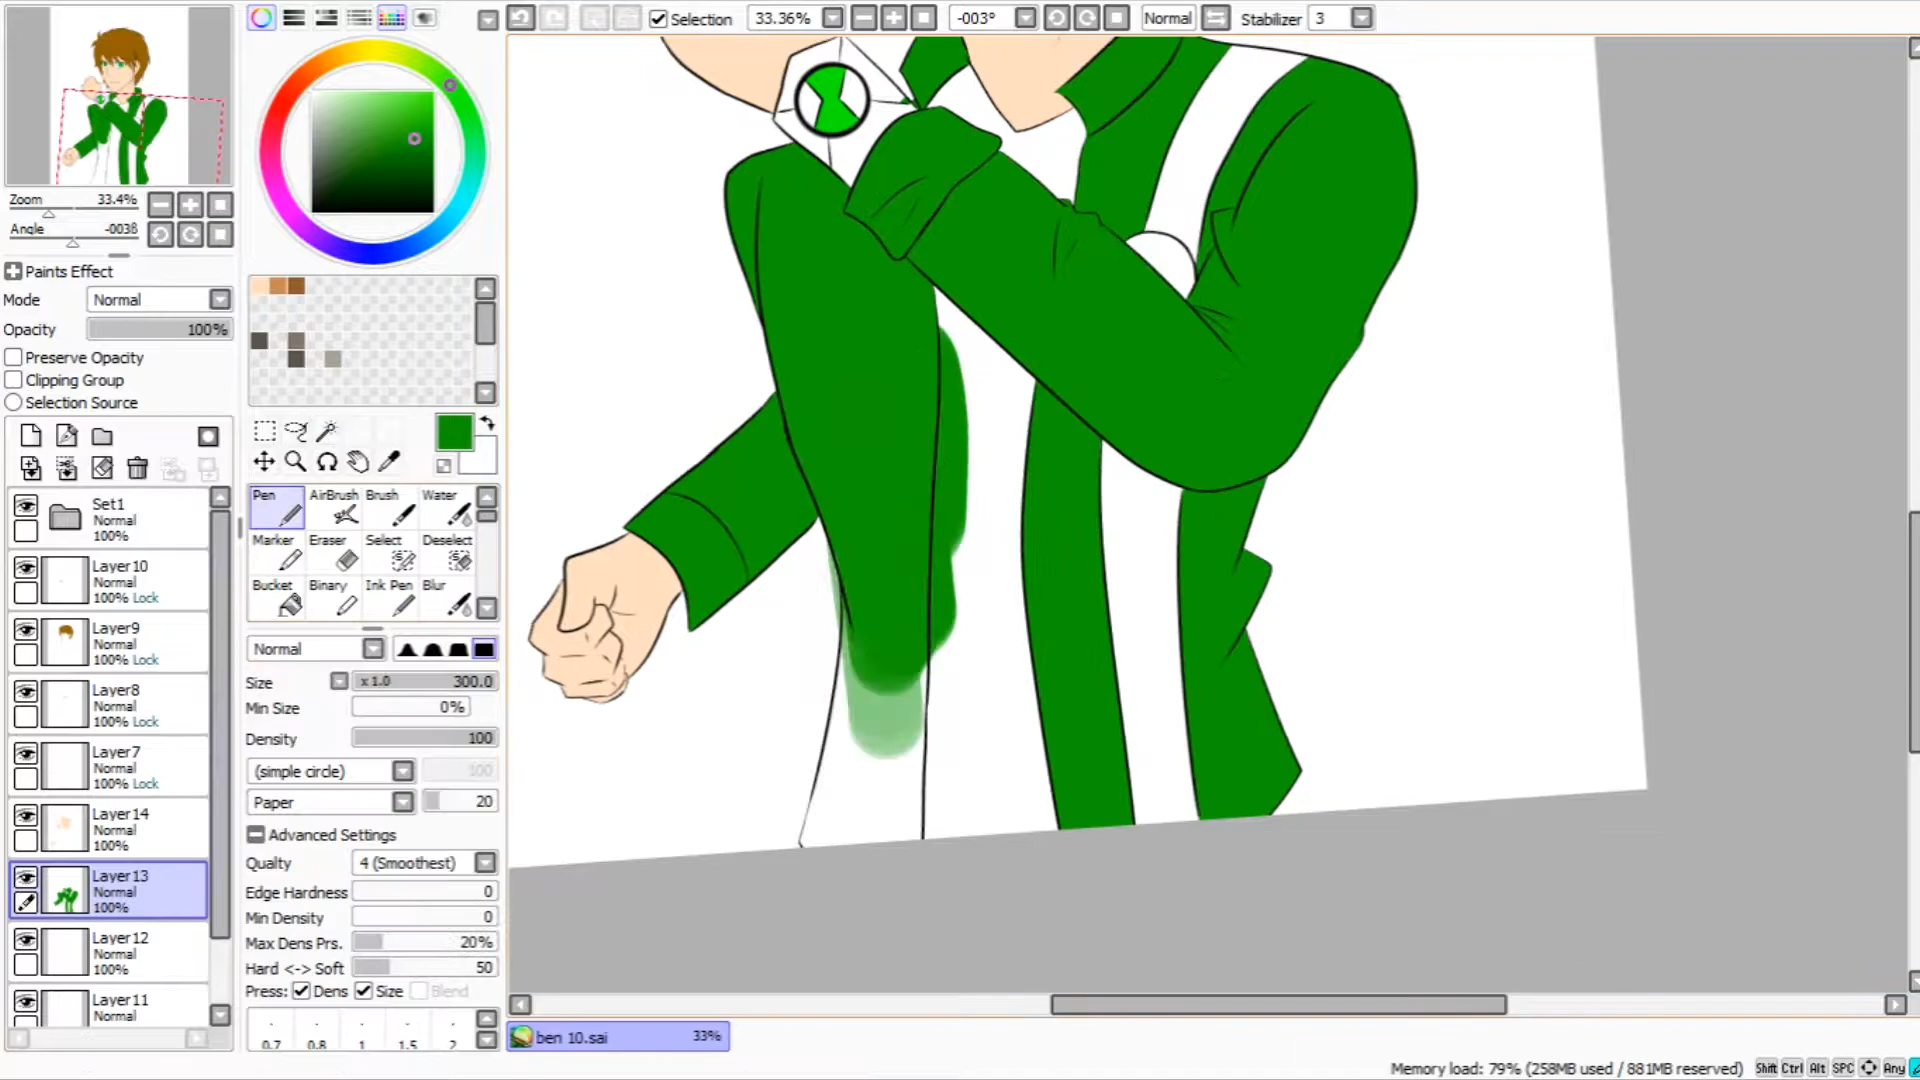 Selection
33.36%
-003°
Normal
Stabilizer 3
Zoom 33.4%
Angle -0038
Paints Effect
Mode Normal
Opacity 100%
Preserve Opacity
Clipping Group
Selection Source
Set1
Normal
100%
Layer10
Normal
100% Lock
Layer9
Normal
100% Lock
Layer8
Normal
100% Lock
Layer7
Normal
100% Lock
Layer14
Normal
100%
Layer13
Normal
100%
Layer12
Normal
100%
Layer11
Normal
Pen AirBrush Brush Water
Marker Eraser Select Deselect
Bucket Binary Ink Pen Blur
Normal
Size x 1.0 300.0
Min Size 0%
Density 100
(simple circle) 100
Paper 20
Advanced Settings
Qualty 4 (Smoothest)
Edge Hardness 0
Min Density 0
Max Dens Prs. 20%
Hard <-> Soft 50
Press: Dens Size Blend
0.7 0.8 1 1.5 2
ben 10.sai 33%
Memory load: 79% (258MB used / 881MB reserved) Shift Ctrl Alt SPC Any